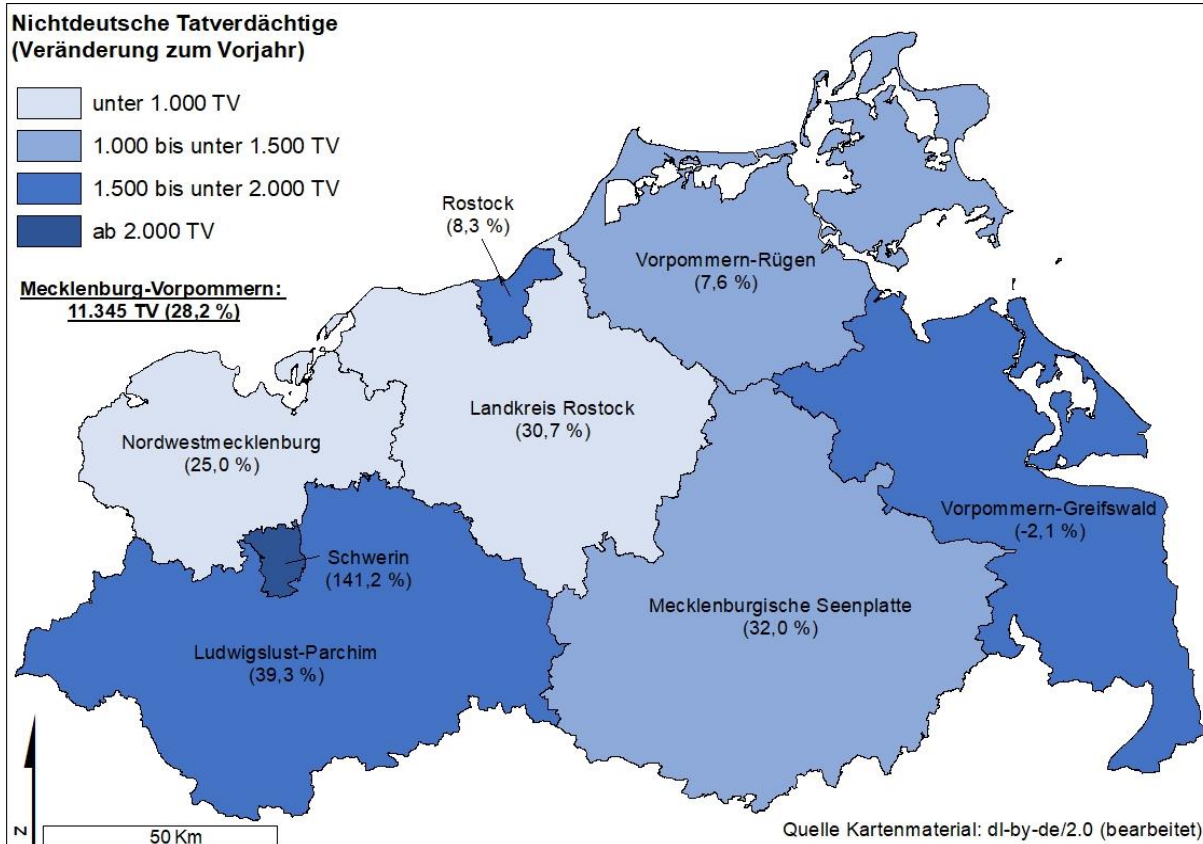 Nichtdeutsche Tatverdächtige
(Veränderung zum Vorjahr)
unter 1.000 TV
1.000 bis unter 1.500 TV
1.500 bis unter 2.000 TV
ab 2.000 TV
Mecklenburg-Vorpommern:
11.345 TV (28,2 %)
Rostock
(8,3 %)
Vorpommern-Rügen
(7,6 %)
Landkreis Rostock
(30,7 %)
Nordwestmecklenburg
(25,0 %)
Vorpommern-Greifswald
(-2,1 %)
Schwerin
(141,2 %)
Mecklenburgische Seenplatte
(32,0 %)
Ludwigslust-Parchim
(39,3 %)
N
50 Km
Quelle Kartenmaterial: dl-by-de/2.0 (bearbeitet)